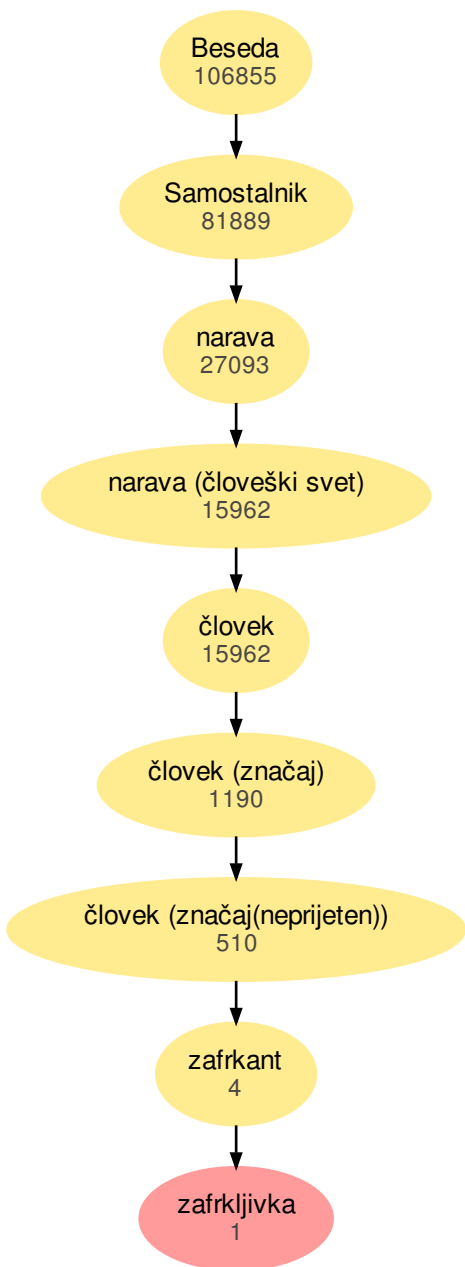 Beseda
106855
Samostalnik
81889
narava
27093
narava (človeški svet)
15962
človek
15962
človek (značaj)
1190
človek (značaj(neprijeten))
510
zafrkant
4
zafrkljivka
1